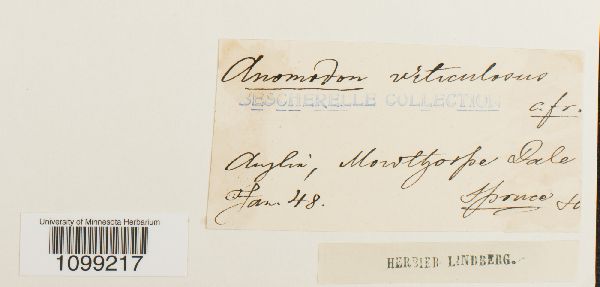 Anomodon viticulosus
BESCHERELLE COLLECTION
c.fr.
Anglia, Mowthorpe Dale
Jan. 48. Spruce
University of Minnesota Herbarium
1099217
HERBIER LINDBERG.